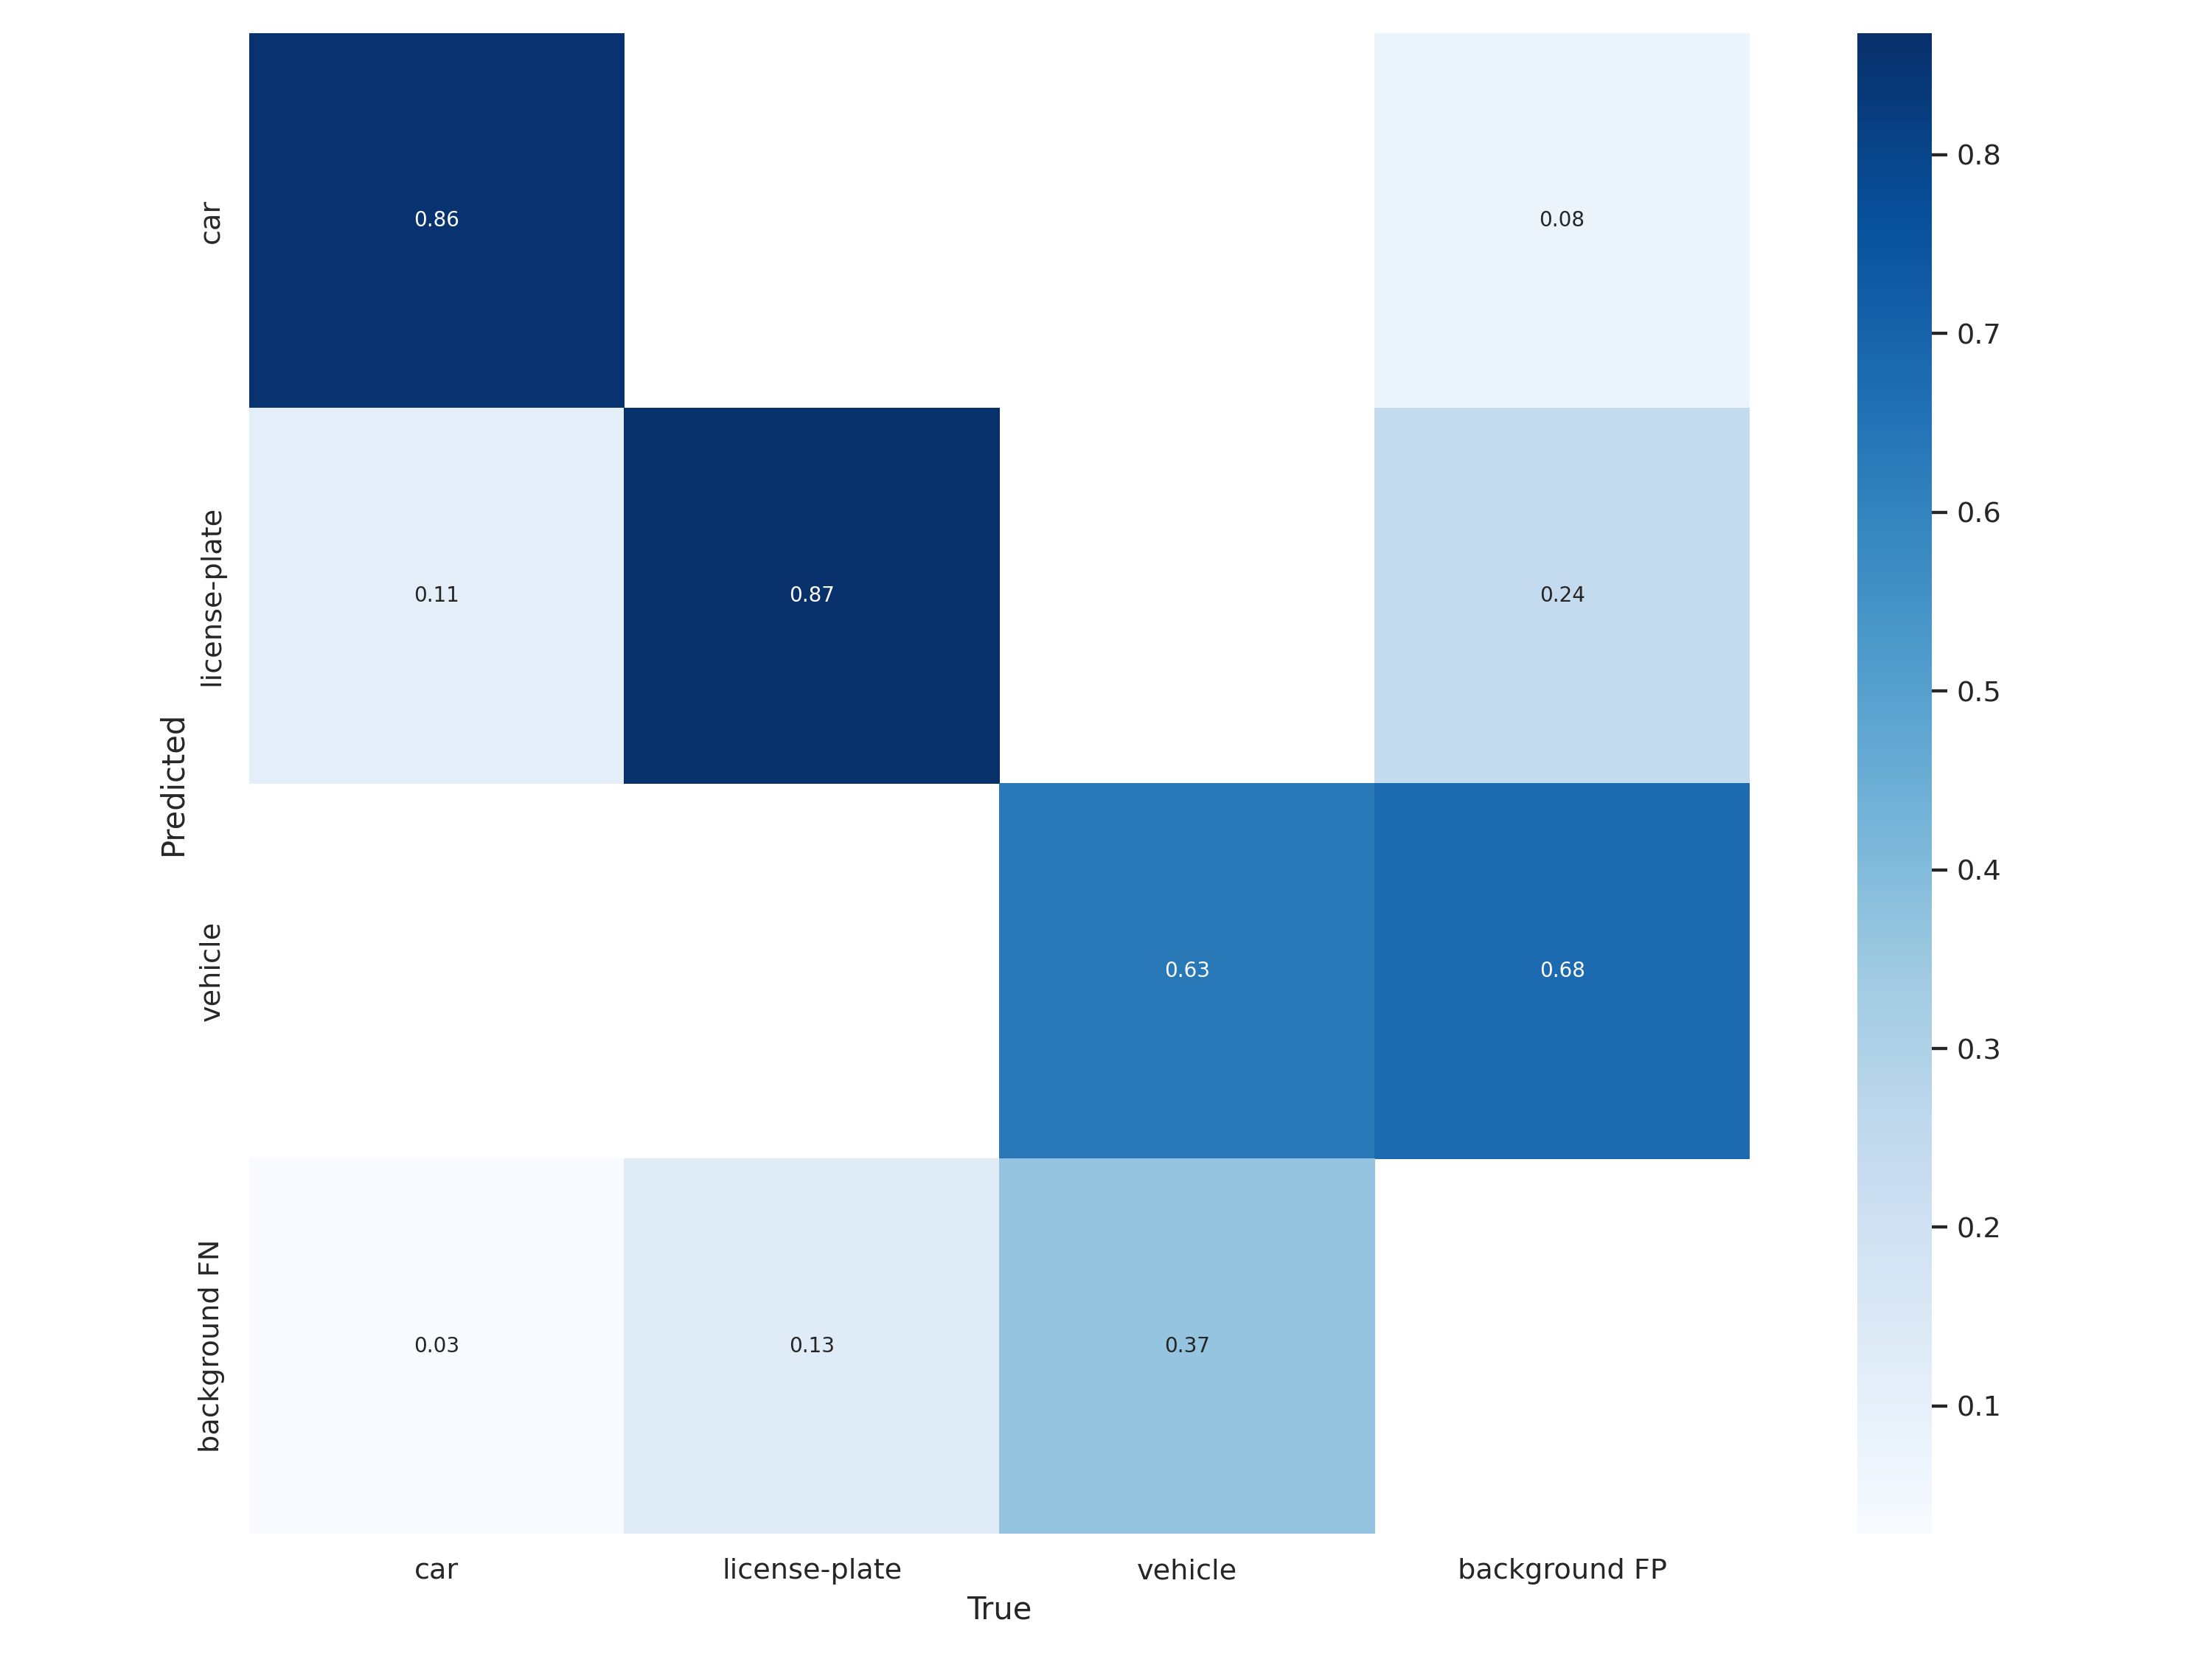 car
0.86
0.08
0.8
0.7
license-plate
0.11
0.87
0.24
0.6
0.5
Predicted
vehicle
0.63
0.68
0.4
0.3
background FN
0.03
0.13
0.37
0.2
0.1
car
license-plate
vehicle
background FP
True